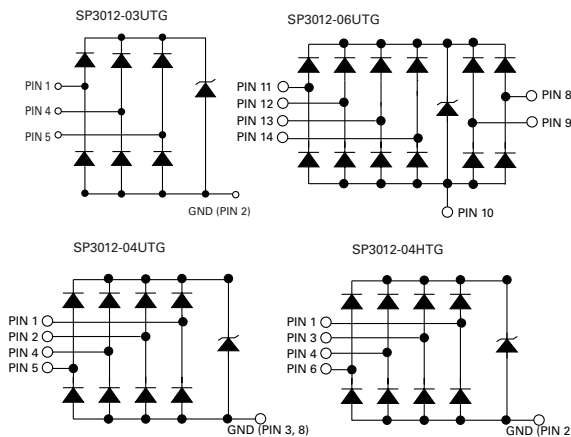 SP3012-03UTG
PIN 1
PIN 4
PIN 5
GND (PIN 2)
SP3012-06UTG
PIN 11
PIN 12
PIN 13
PIN 14
PIN 8
PIN 9
PIN 10
SP3012-04UTG
PIN 1
PIN 2
PIN 4
PIN 5
GND (PIN 3, 8)
SP3012-04HTG
PIN 1
PIN 3
PIN 4
PIN 6
GND (PIN 2